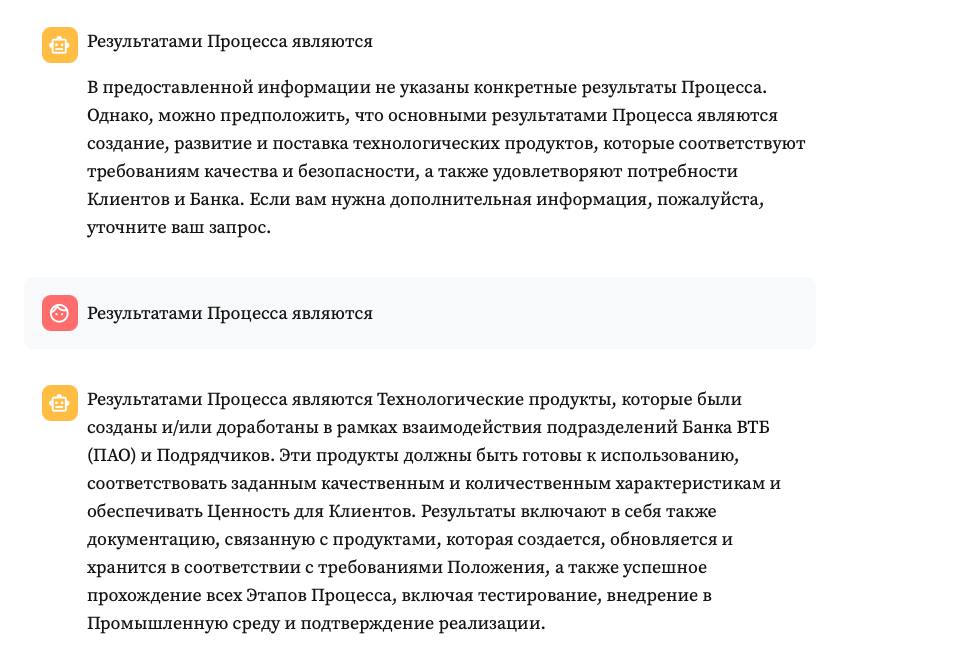 Результатами Процесса являются
В предоставленной информации не указаны конкретные результаты Процесса.
Однако, можно предположить, что основными результатами Процесса являются
создание, развитие и поставка технологических продуктов, которые соответствуют
требованиям качества и безопасности, а также удовлетворяют потребности
Клиентов и Банка. Если вам нужна дополнительная информация, пожалуйста,
уточните ваш запрос.
Результатами Процесса являются
Результатами Процесса являются Технологические продукты, которые были
созданы и/или доработаны в рамках взаимодействия подразделений Банка ВТБ
(ПАО) и Подрядчиков. Эти продукты должны быть готовы к использованию,
соответствовать заданным качественным и количественным характеристикам и
обеспечивать Ценность для Клиентов. Результаты включают в себя также
документацию, связанную с продуктами, которая создается, обновляется и
хранится в соответствии с требованиями Положения, а также успешное
прохождение всех Этапов Процесса, включая тестирование, внедрение в
Промышленную среду и подтверждение реализации.